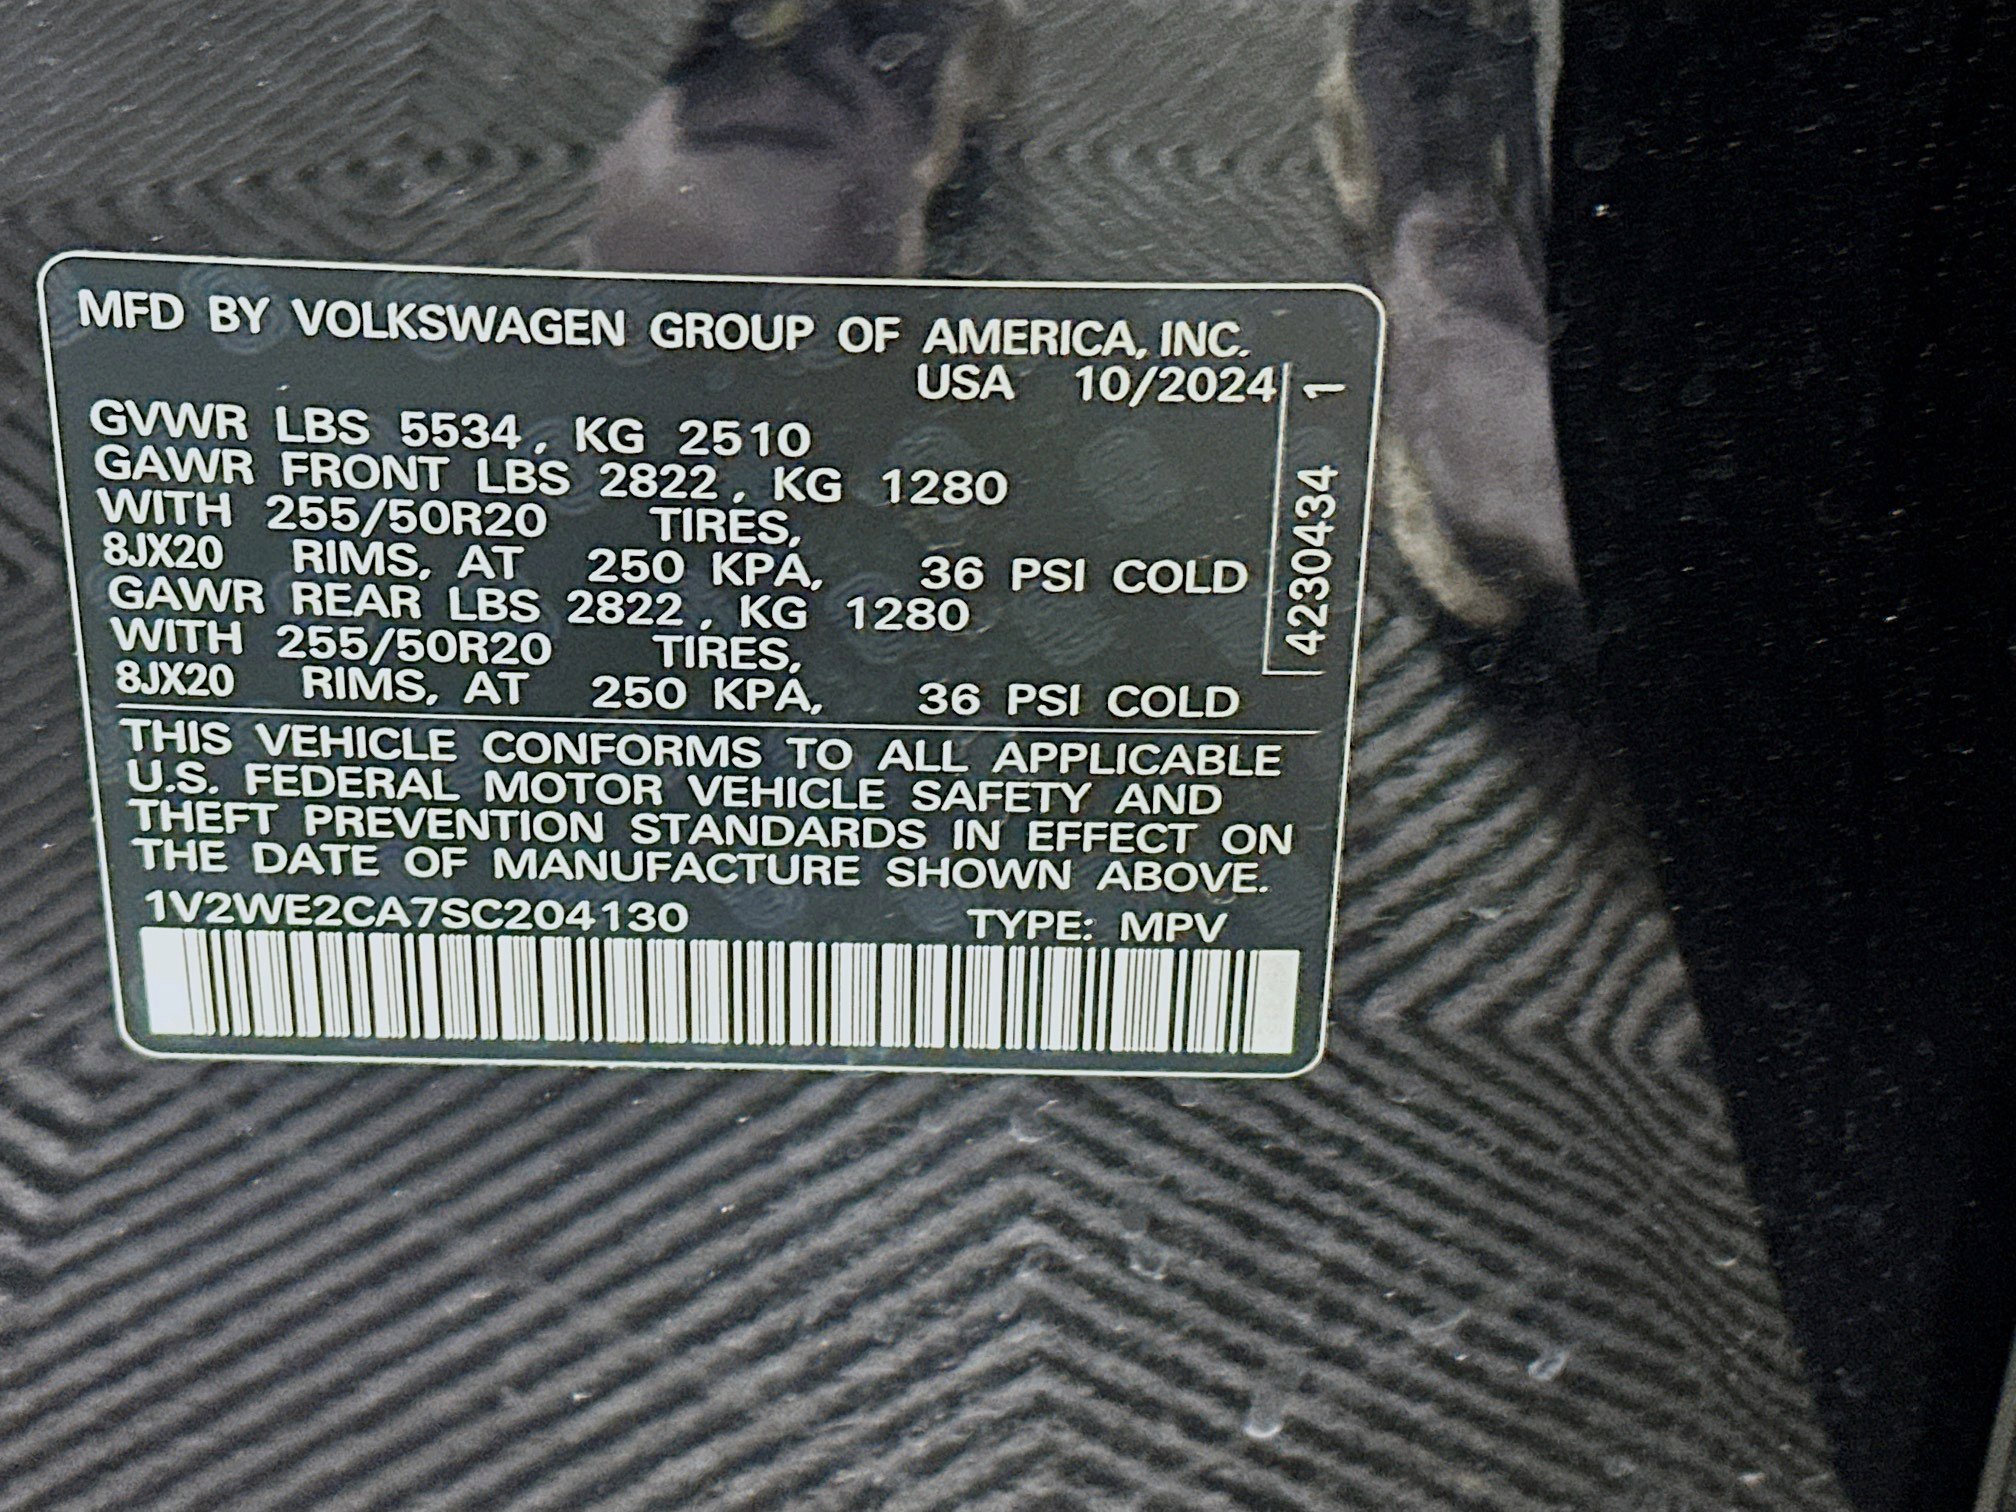 MFD BY VOLKSWAGEN GROUP OF AMERICA, INC.
USA 10/2024
GVWR LBS 5534, KG 2510
GAWR FRONT LBS 2822, KG 1280
WITH 255/50R20 TIRES,
8JX20 RIMS, AT 250 KPA, 36 PSI COLD
GAWR REAR LBS 2822, KG 1280
WITH 255/50R20 TIRES,
8JX20 RIMS, AT 250 KPA, 36 PSI COLD
4230434 1
THIS VEHICLE CONFORMS TO ALL APPLICABLE
U.S. FEDERAL MOTOR VEHICLE SAFETY AND
THEFT PREVENTION STANDARDS IN EFFECT ON
THE DATE OF MANUFACTURE SHOWN ABOVE.
1V2WE2CA7SC204130 TYPE: MPV